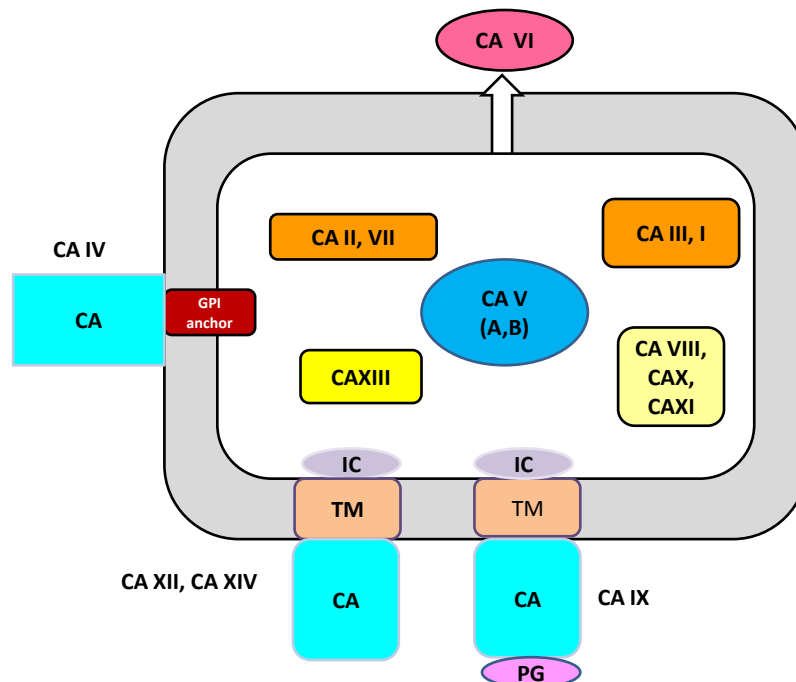 CA VI
CA II, VII
CA III, I
CA IV
CA
GPI
anchor
CA V
(A,B)
CAXIII
CA VIII,
CAX,
CAXI
IC
IC
TM
TM
CA XII, CA XIV
CA
CA
CA IX
PG